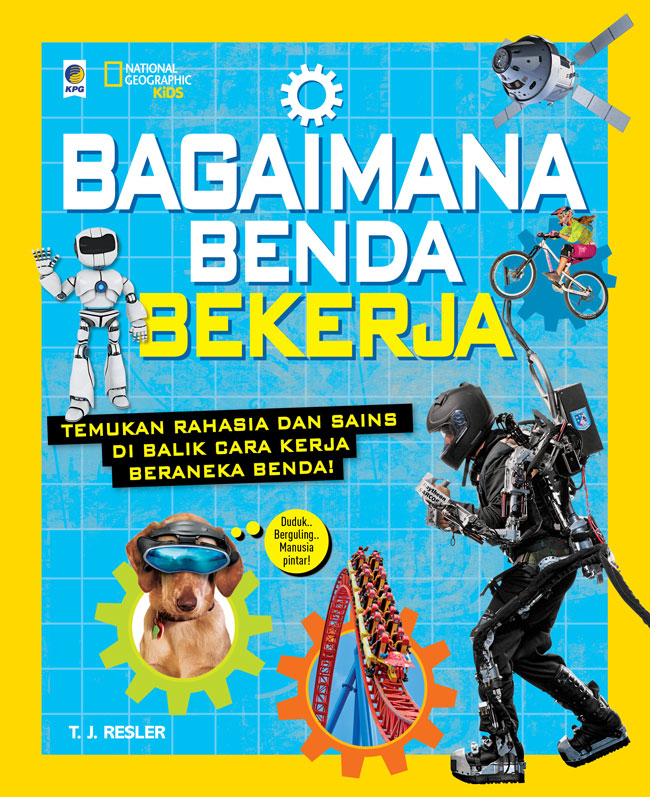 KPG
NATIONAL
GEOGRAPHIC
KiDS
BAGAIMANA
BENDA
BEKERJA
TEMUKAN RAHASIA DAN SAINS
DI BALIK CARA KERJA
BERANEKA BENDA!
Duduk..
Berguling..
Manusia
pintar!
T. J. RESLER